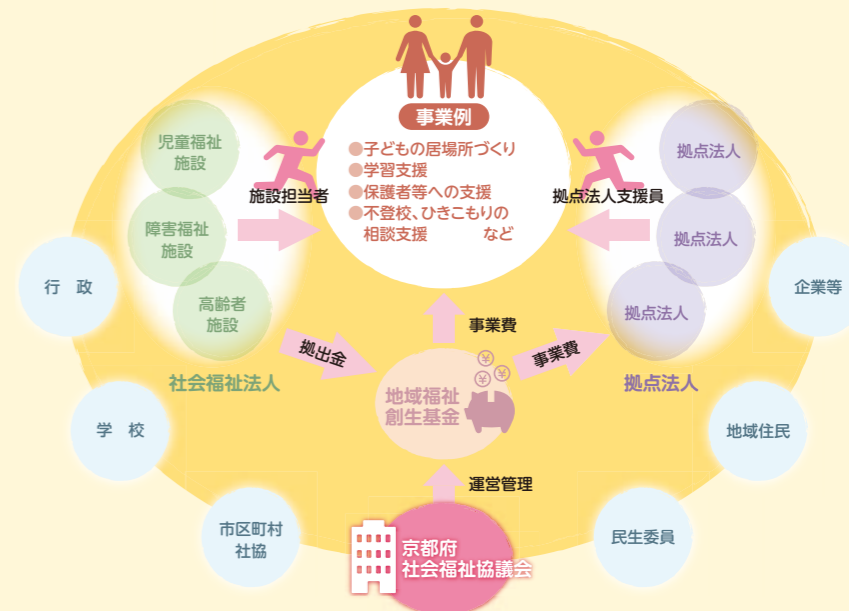 事業例
●子どもの居場所づくり
●学習支援
●保護者等への支援
●不登校、ひきこもりの
相談支援 など
児童福祉
施設
障害福祉
施設
高齢者
施設
社会福祉法人
施設担当者
拠点法人支援員
拠点法人
拠点法人
拠点法人
拠点法人
拠出金
事業費
事業費
地域福祉
創生基金
¥
¥
¥
運営管理
京都府
社会福祉協議会
行 政
学 校
市区町村
社協
企業等
地域住民
民生委員